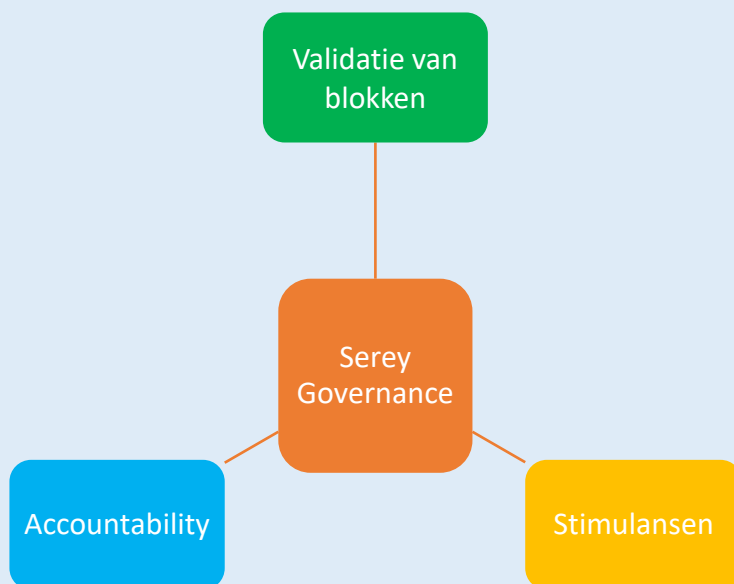 Validatie van
blokken
Serey
Governance
Accountability
Stimulansen